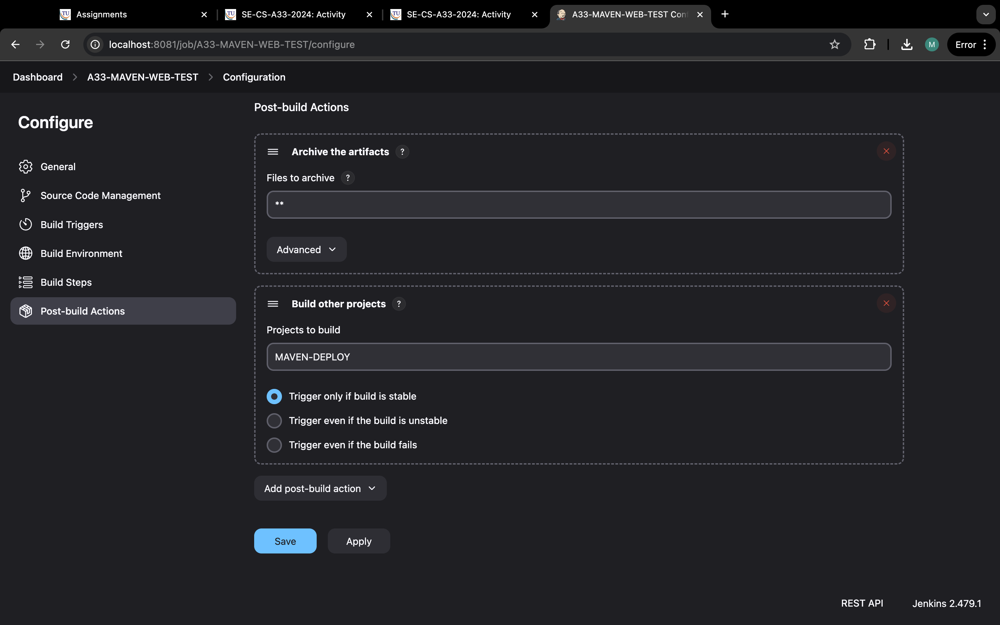 TU Assignments
TU SE-CS-A33-2024: Activity
TU SE-CS-A33-2024: Activity
A33-MAVEN-WEB-TEST Con
localhost:8081/job/A33-MAVEN-WEB-TEST/configure
M
Error
Dashboard > A33-MAVEN-WEB-TEST > Configuration
Configure
General
Source Code Management
Build Triggers
Build Environment
Build Steps
Post-build Actions
Post-build Actions
Archive the artifacts ?
Files to archive ?
**
Advanced
Build other projects ?
Projects to build
MAVEN-DEPLOY
Trigger only if build is stable
Trigger even if the build is unstable
Trigger even if the build fails
Add post-build action
Save
Apply
REST API
Jenkins 2.479.1